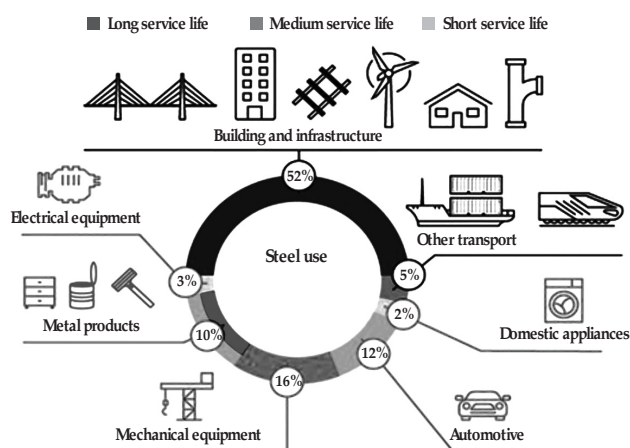 Long service life
Medium service life
Short service life
Building and infrastructure
52%
Electrical equipment
Other transport
Steel use
3%
5%
Metal products
2%
Domestic appliances
10%
12%
16%
Mechanical equipment
Automotive